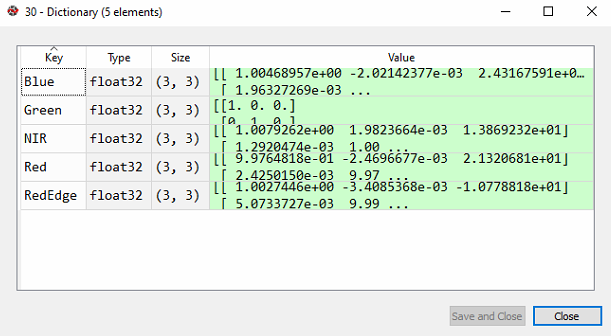 30 - Dictionary (5 elements)
Key Type Size Value
Blue float32 (3, 3) [[ 1.00468957e+00 -2.02142377e-03 2.43167591e+0…
[ 1.96327269e-03 ...
Green float32 (3, 3) [[1. 0. 0.]
[0. 1. 0.]
NIR float32 (3, 3) [[ 1.0079262e+00 1.9823664e-03 1.3869232e+01]
[ 1.2920474e-03 1.00 ...
Red float32 (3, 3) [[ 9.9764818e-01 -2.4696677e-03 2.1320681e+01]
[ 2.4250150e-03 9.97 ...
RedEdge float32 (3, 3) [[ 1.0027446e+00 -3.4085368e-03 -1.0778818e+01]
[ 5.0733727e-03 9.99 ...
Save and Close Close